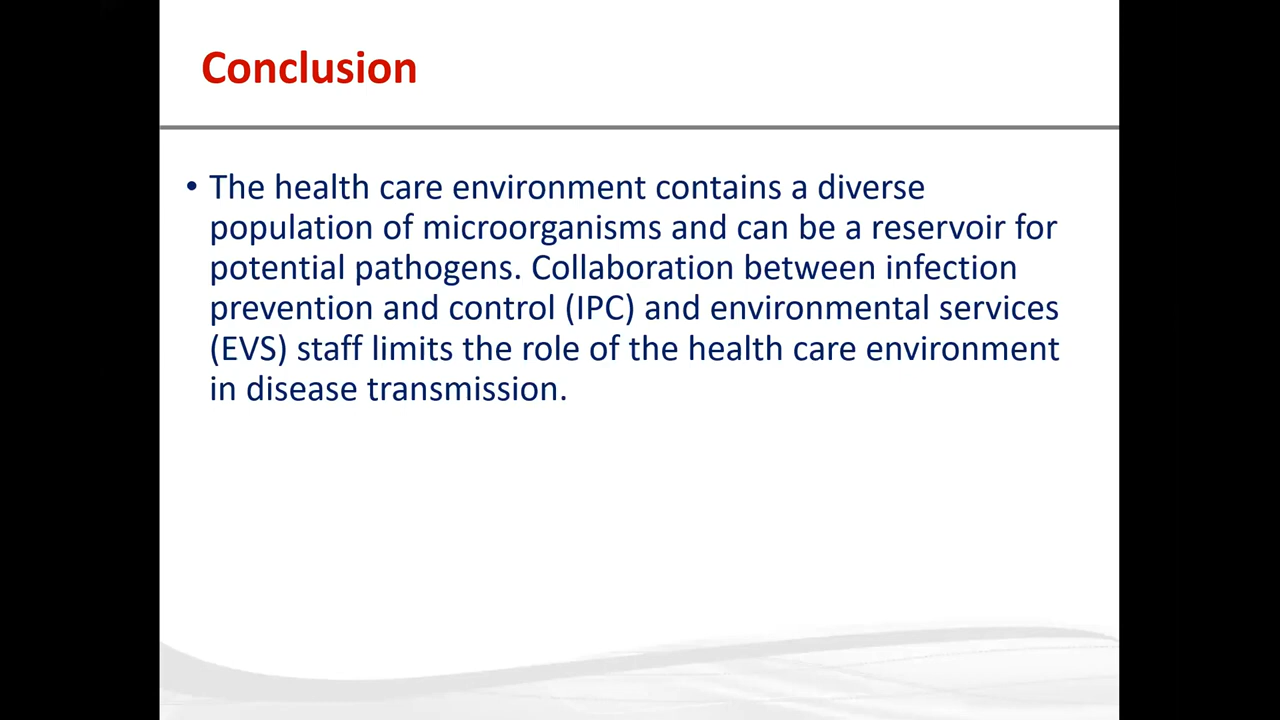 Conclusion
• The health care environment contains a diverse
population of microorganisms and can be a reservoir for
potential pathogens. Collaboration between infection
prevention and control (IPC) and environmental services
(EVS) staff limits the role of the health care environment
in disease transmission.